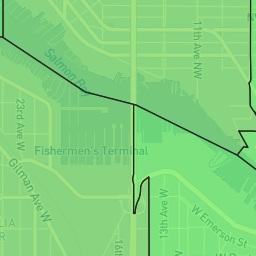 11th Ave NW
Salmon
23rd Ave W
Fishermen's Terminal
Gilman Ave W
13th Ave W
W Emerson St
16th